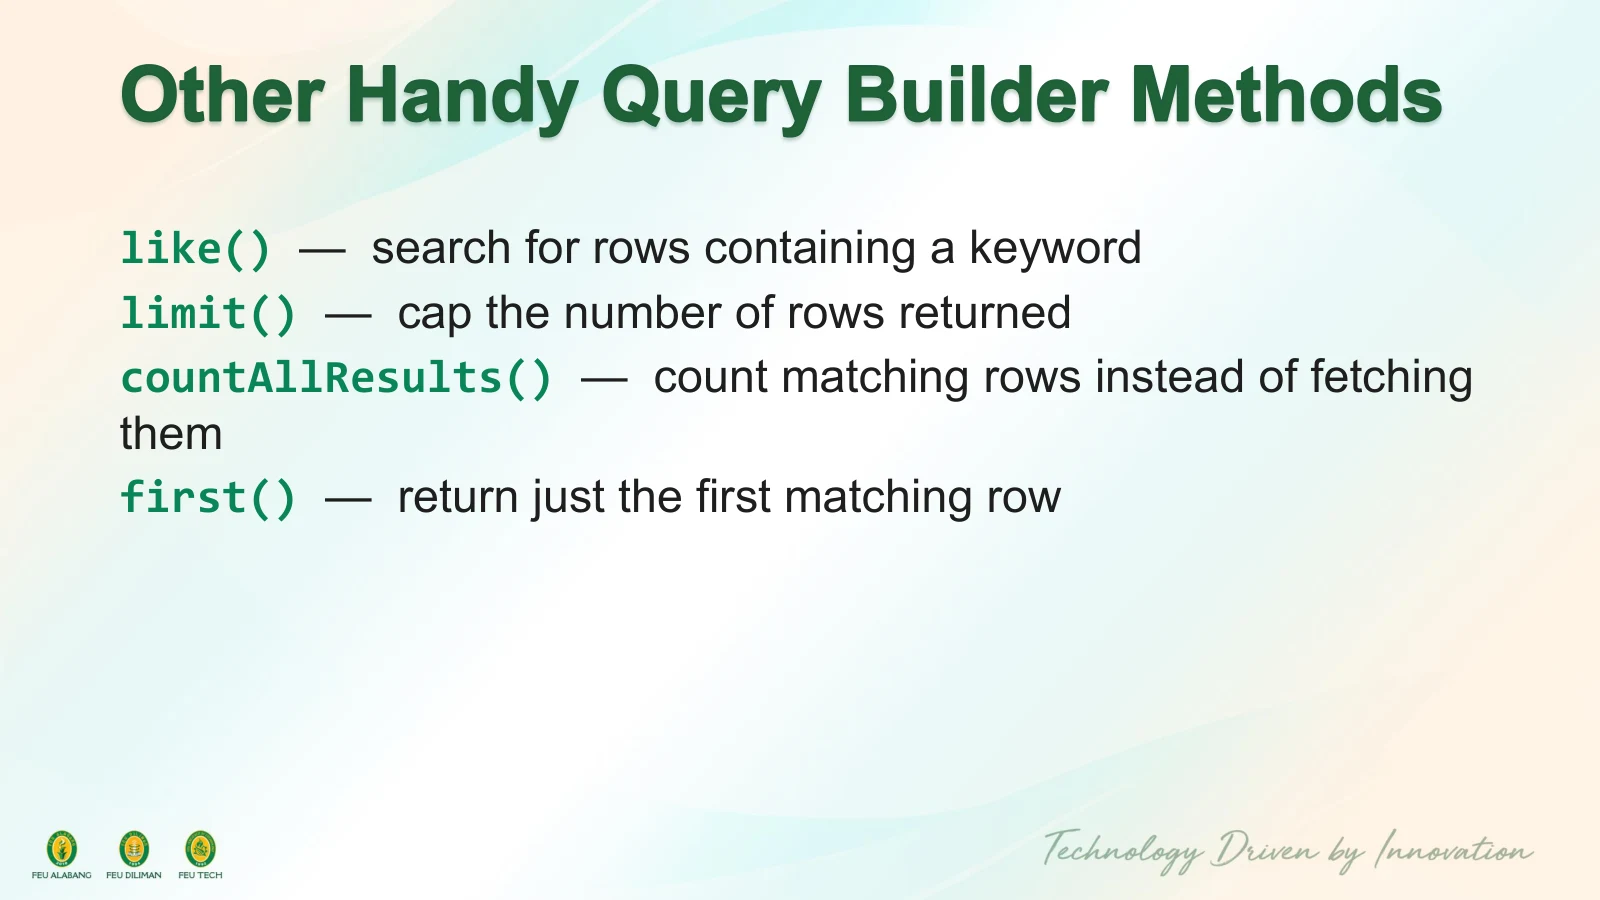 Other Handy Query Builder Methods
like() — search for rows containing a keyword
limit() — cap the number of rows returned
countAllResults() — count matching rows instead of fetching
them
first() — return just the first matching row
FEU ALABANG FEU DILIMAN FEU TECH
Technology Driven by Innovation